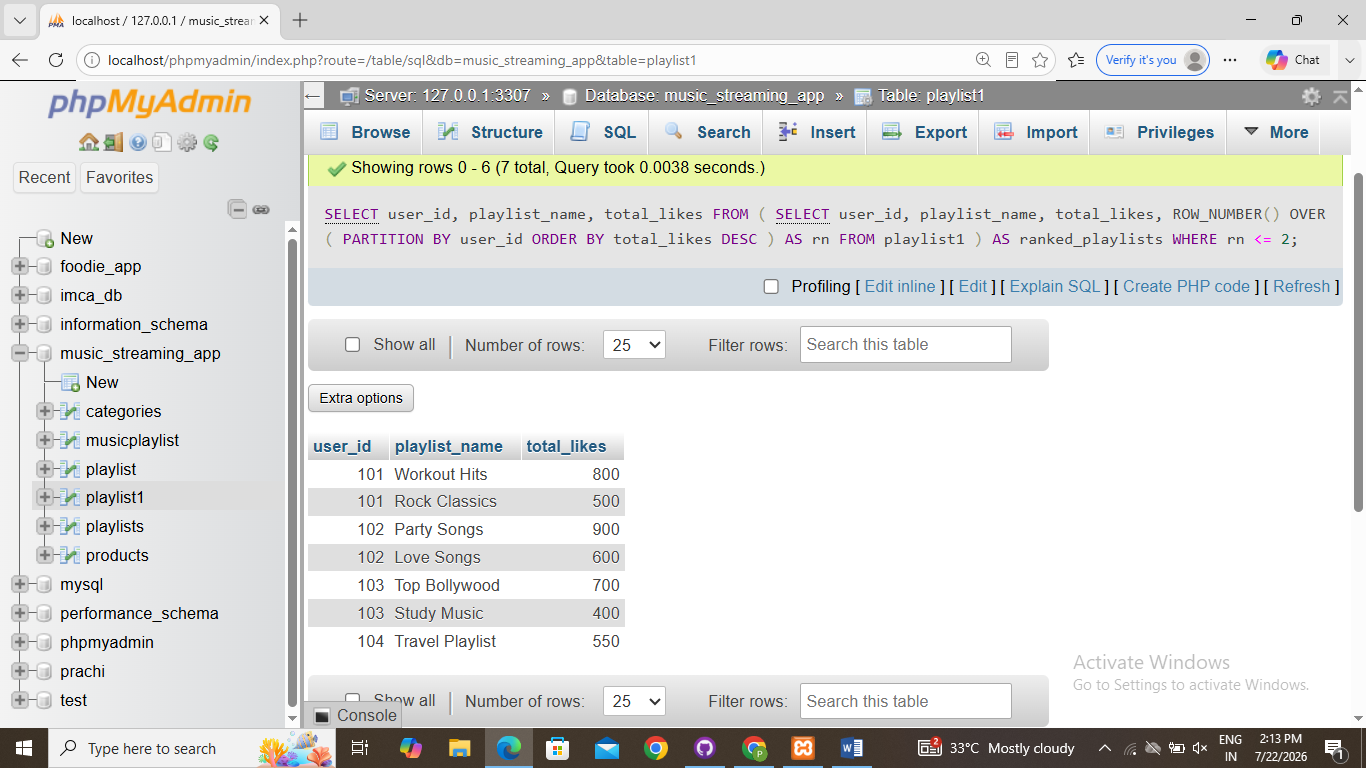 localhost / 127.0.0.1 / music_strear
localhost/phpmyadmin/index.php?route=/table/sql&db=music_streaming_app&table=playlist1
Verify it's you
Chat
phpMyAdmin
Recent
Favorites
New
foodie_app
imca_db
information_schema
music_streaming_app
New
categories
musicplaylist
playlist
playlist1
playlists
products
mysql
performance_schema
phpmyadmin
prachi
test
Server: 127.0.0.1:3307 » Database: music_streaming_app » Table: playlist1
Browse Structure SQL Search Insert Export Import Privileges More
Showing rows 0 - 6 (7 total, Query took 0.0038 seconds.)
SELECT user_id, playlist_name, total_likes FROM ( SELECT user_id, playlist_name, total_likes, ROW_NUMBER() OVER
( PARTITION BY user_id ORDER BY total_likes DESC ) AS rn FROM playlist1 ) AS ranked_playlists WHERE rn <= 2;
Profiling [ Edit inline ] [ Edit ] [ Explain SQL ] [ Create PHP code ] [ Refresh ]
Show all Number of rows: 25 Filter rows: Search this table
Extra options
user_id playlist_name total_likes
101 Workout Hits 800
101 Rock Classics 500
102 Party Songs 900
102 Love Songs 600
103 Top Bollywood 700
103 Study Music 400
104 Travel Playlist 550
Show all Number of rows: 25 Filter rows: Search this table
Console
Activate Windows
Go to Settings to activate Windows.
Type here to search
33°C Mostly cloudy
ENG
IN
2:13 PM
7/22/2026